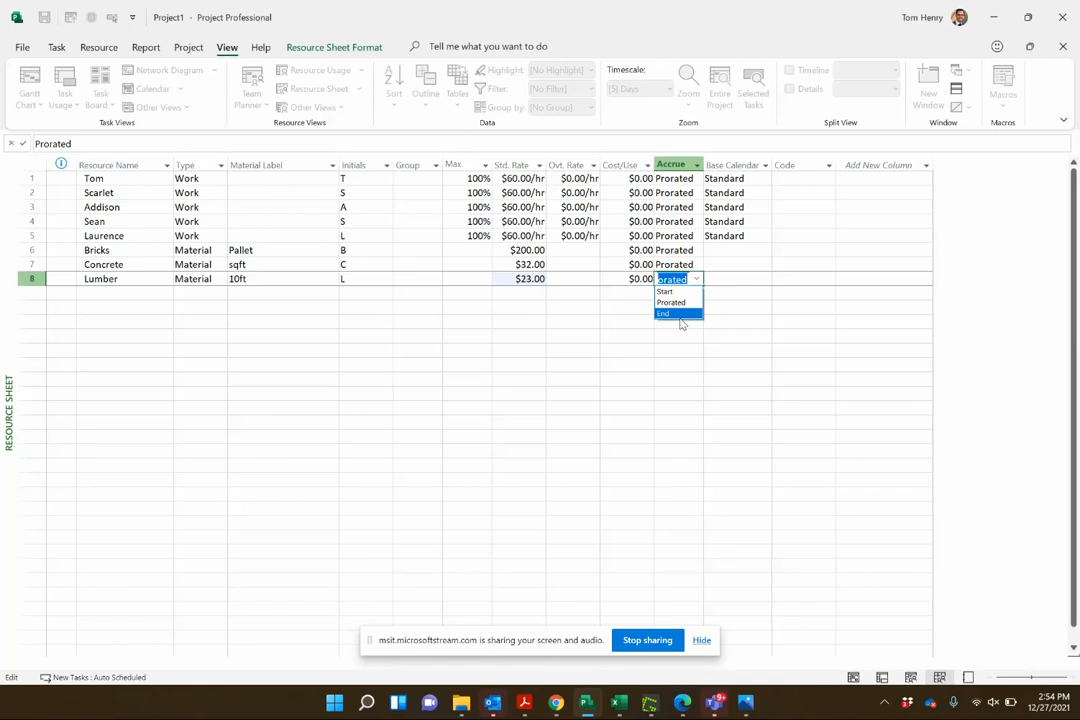 Project1 - Project Professional
Tom Henry
File Task Resource Report Project View Help Resource Sheet Format Tell me what you want to do
Gantt Chart
Task Usage
Task Board
Network Diagram
Calendar
Other Views
Task Views
Team Planner
Resource Usage
Resource Sheet
Other Views
Resource Views
Sort
Outline
Tables
Highlight: [No Highlight]
Filter: [No Filter]
Group by: [No Group]
Data
Timescale:
[5] Days
Zoom
Entire Project
Selected Tasks
Zoom
Timeline
Details
Split View
New Window
Window
Macros
Macros
Prorated
Resource Name Type Material Label Initials Group Max. Std. Rate Ovt. Rate Cost/Use Accrue Base Calendar Code Add New Column
1 Tom Work T 100% $60.00/hr $0.00/hr $0.00 Prorated Standard
2 Scarlet Work S 100% $60.00/hr $0.00/hr $0.00 Prorated Standard
3 Addison Work A 100% $60.00/hr $0.00/hr $0.00 Prorated Standard
4 Sean Work S 100% $60.00/hr $0.00/hr $0.00 Prorated Standard
5 Laurence Work L 100% $60.00/hr $0.00/hr $0.00 Prorated Standard
6 Bricks Material Pallet B $200.00 $0.00 Prorated
7 Concrete Material sqft C $32.00 $0.00 Prorated
8 Lumber Material 10ft L $23.00 $0.00 orated
Start
Prorated
End
RESOURCE SHEET
msit.microsoftstream.com is sharing your screen and audio. Stop sharing Hide
Edit New Tasks : Auto Scheduled
2:54 PM
12/27/2021